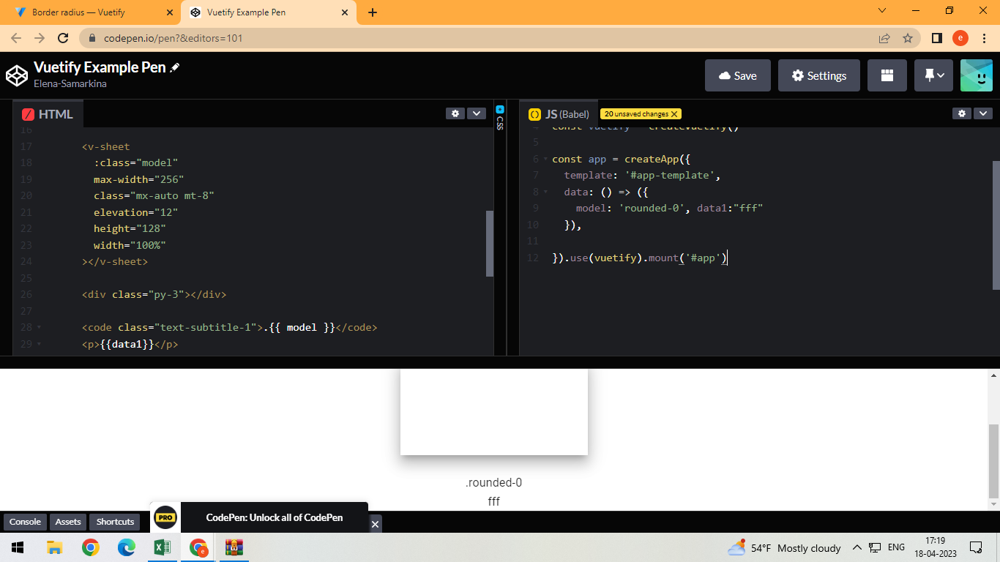 Border radius — Vuetify
Vuetify Example Pen
codepen.io/pen?&editors=101
e
Vuetify Example Pen
Elena-Samarkina
Save
Settings
HTML
16
17 <v-sheet
18 :class="model"
19 max-width="256"
20 class="mx-auto mt-8"
21 elevation="12"
22 height="128"
23 width="100%"
24 ></v-sheet>
25
26 <div class="py-3"></div>
27
28 <code class="text-subtitle-1">.{{ model }}</code>
29 <p>{{data1}}</p>
CSS
JS (Babel)
20 unsaved changes
4 const vuetify = createVuetify()
5
6 const app = createApp({
7 template: '#app-template',
8 data: () => ({
9 model: 'rounded-0', data1:"fff"
10 }),
11
12 }).use(vuetify).mount('#app')
.rounded-0
fff
Console
Assets
Shortcuts
PRO
CodePen: Unlock all of CodePen
e
54°F Mostly cloudy
ENG
17:19
18-04-2023